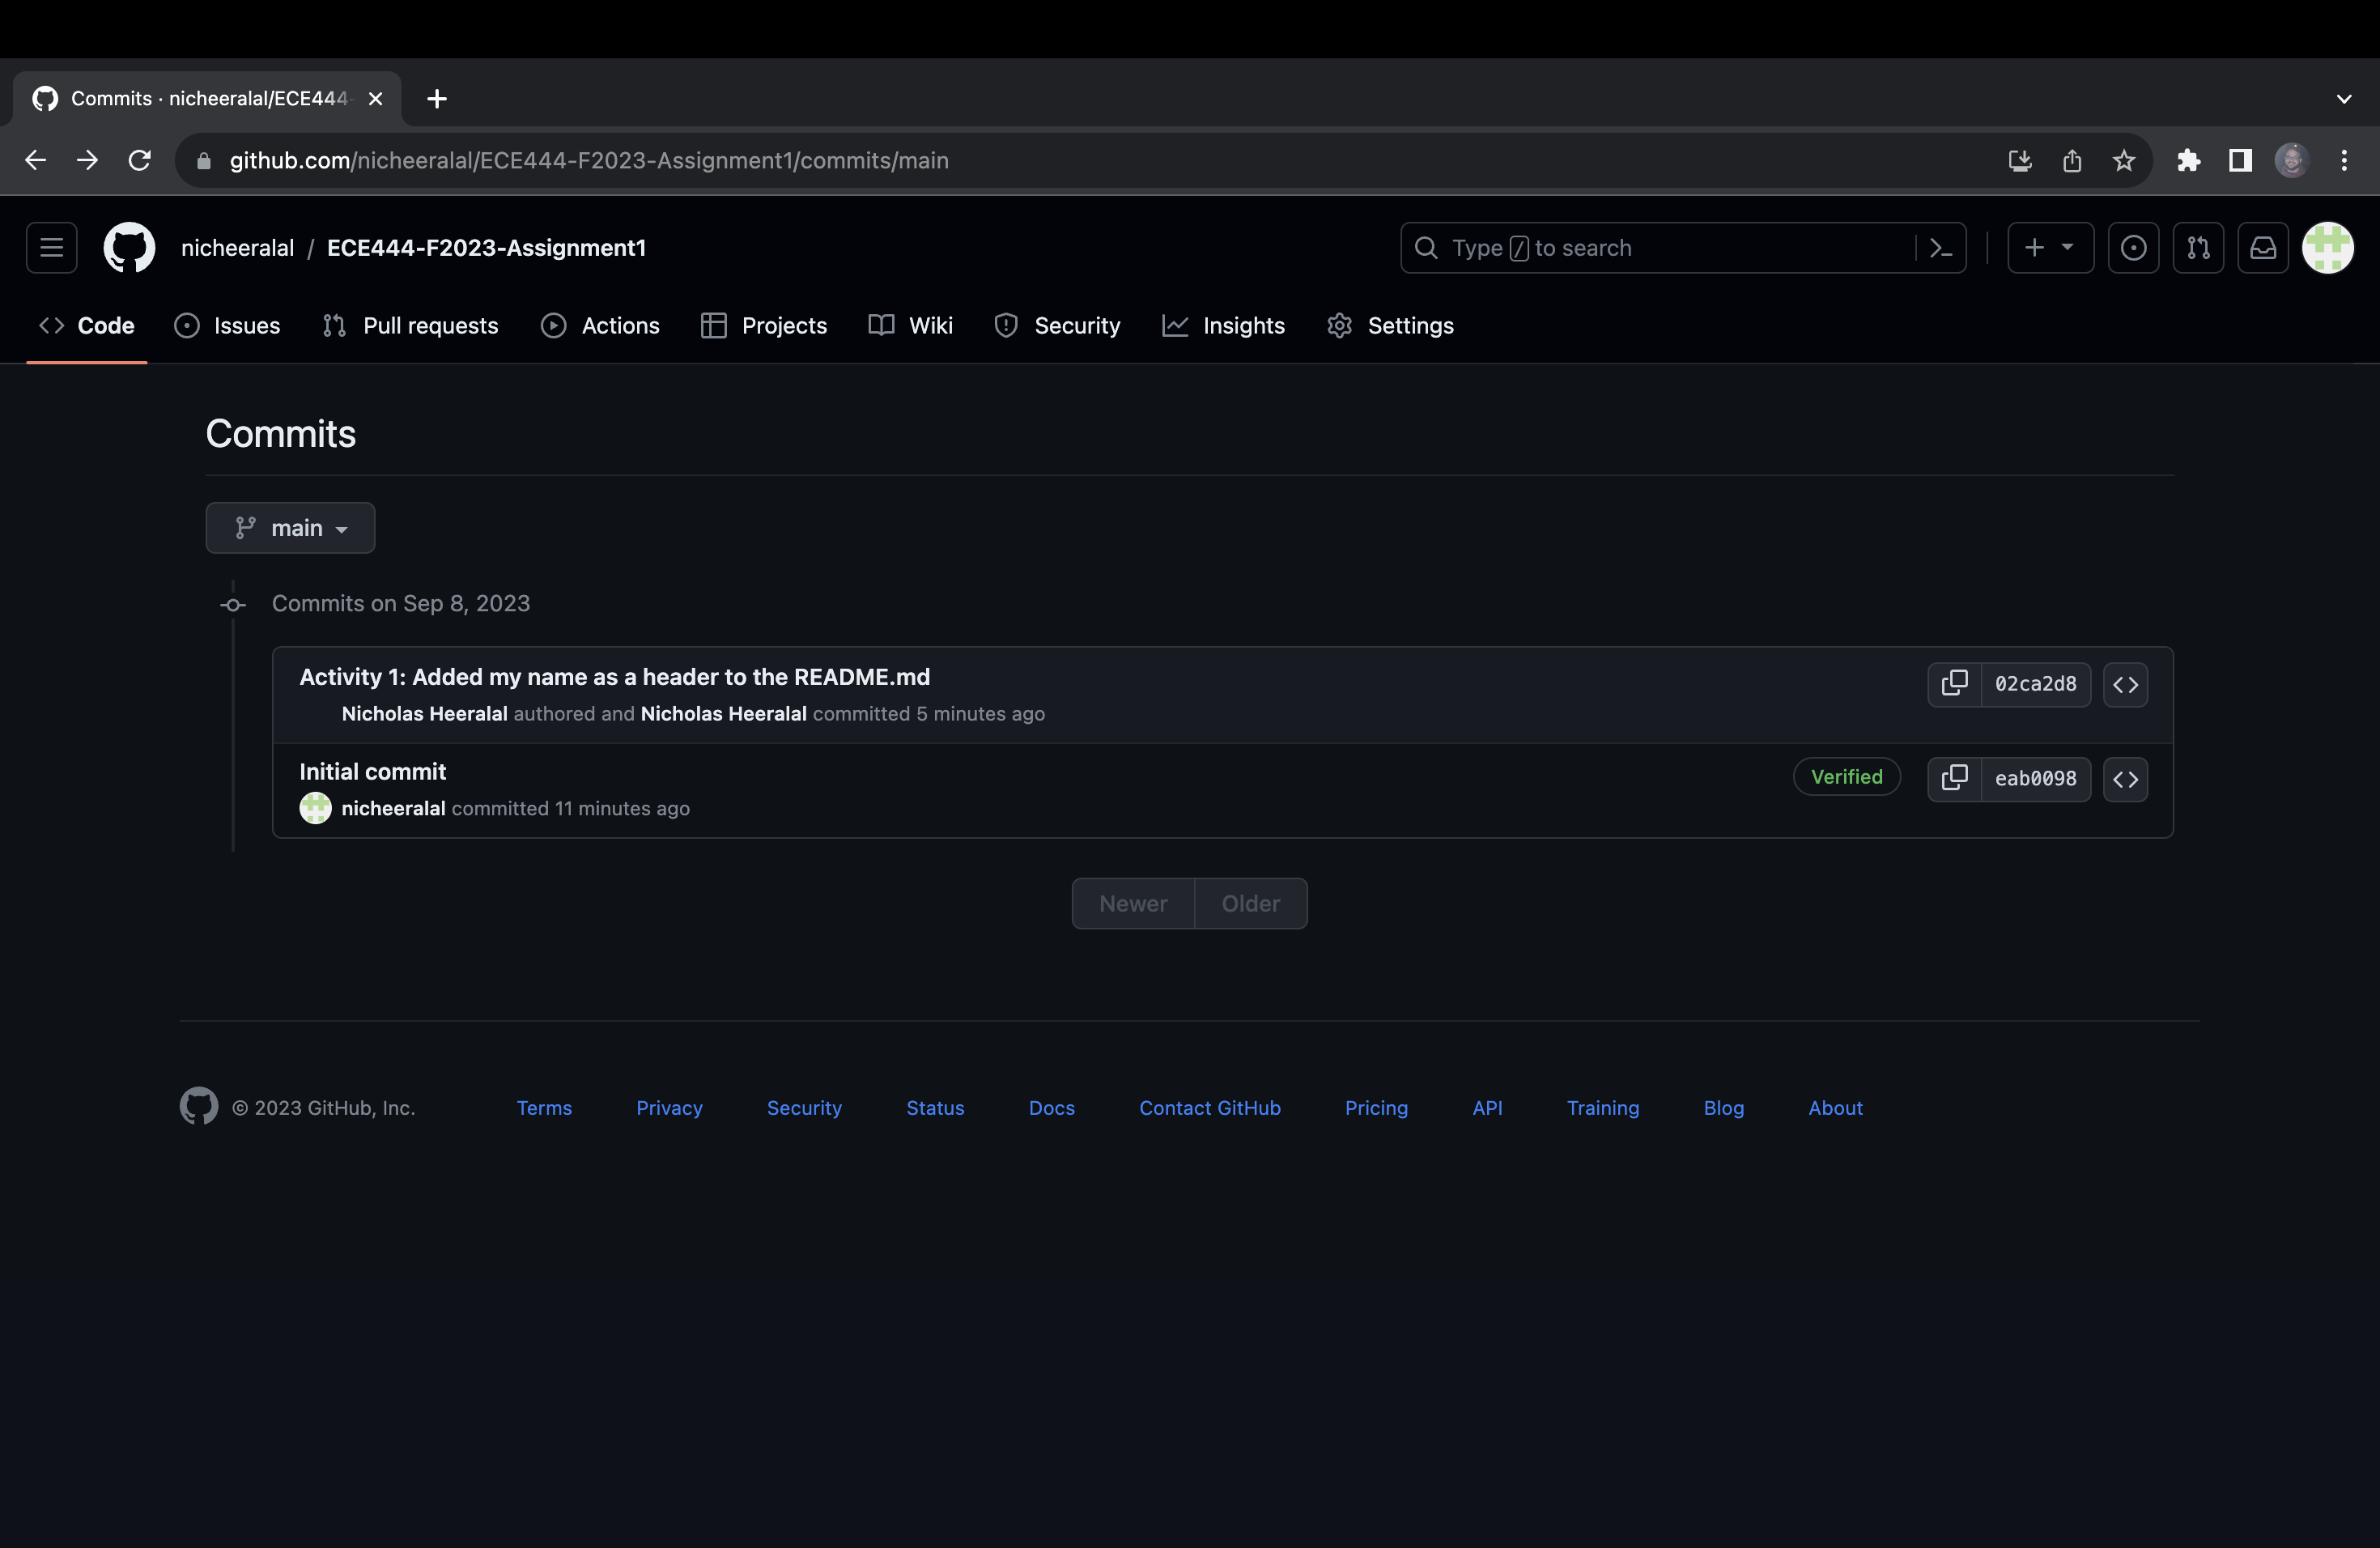 Commits · nicheeralal/ECE444-
github.com/nicheeralal/ECE444-F2023-Assignment1/commits/main
nicheeralal / ECE444-F2023-Assignment1
Type / to search
Code Issues Pull requests Actions Projects Wiki Security Insights Settings
Commits
main
Commits on Sep 8, 2023
Activity 1: Added my name as a header to the README.md
02ca2d8
Nicholas Heeralal authored and Nicholas Heeralal committed 5 minutes ago
Initial commit
Verified eab0098
nicheeralal committed 11 minutes ago
Newer Older
© 2023 GitHub, Inc. Terms Privacy Security Status Docs Contact GitHub Pricing API Training Blog About